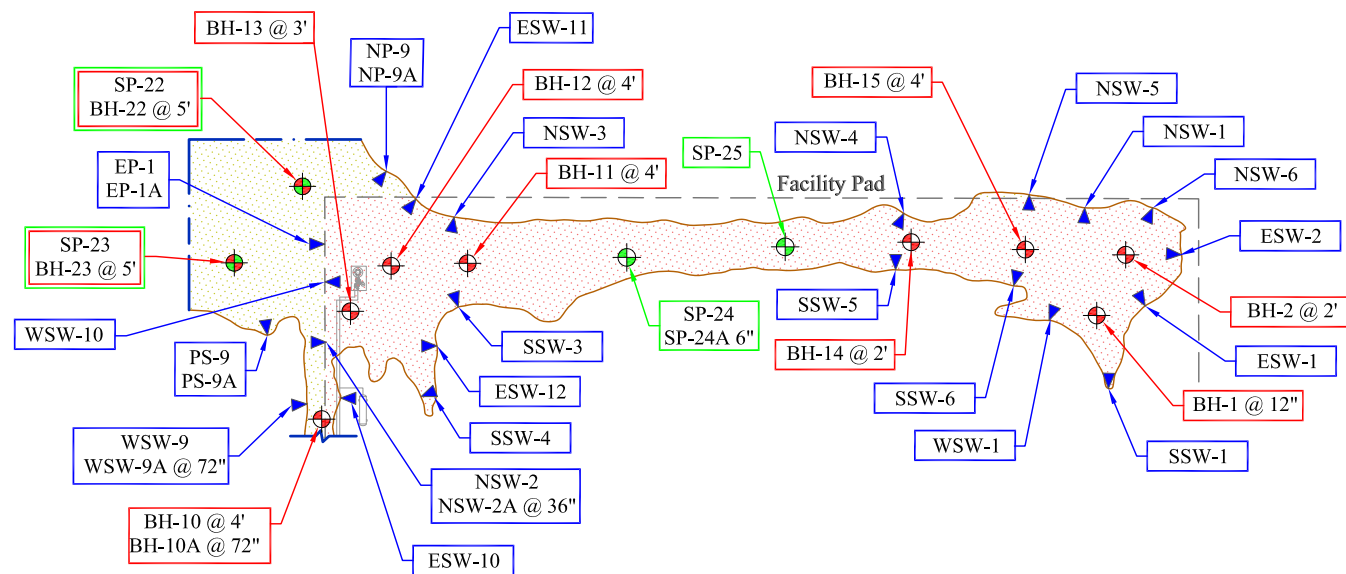 BH-13 @ 3'
ESW-11
NP-9
NP-9A
SP-22
BH-22 @ 5'
BH-12 @ 4'
BH-15 @ 4'
NSW-5
NSW-3
NSW-4
NSW-1
EP-1
EP-1A
SP-25
BH-11 @ 4'
Facility Pad
NSW-6
SP-23
BH-23 @ 5'
ESW-2
WSW-10
SP-24
SP-24A 6"
SSW-5
BH-2 @ 2'
PS-9
PS-9A
SSW-3
BH-14 @ 2'
ESW-1
ESW-12
SSW-6
BH-1 @ 12"
WSW-9
WSW-9A @ 72"
SSW-4
WSW-1
SSW-1
NSW-2
NSW-2A @ 36"
BH-10 @ 4'
BH-10A @ 72"
ESW-10